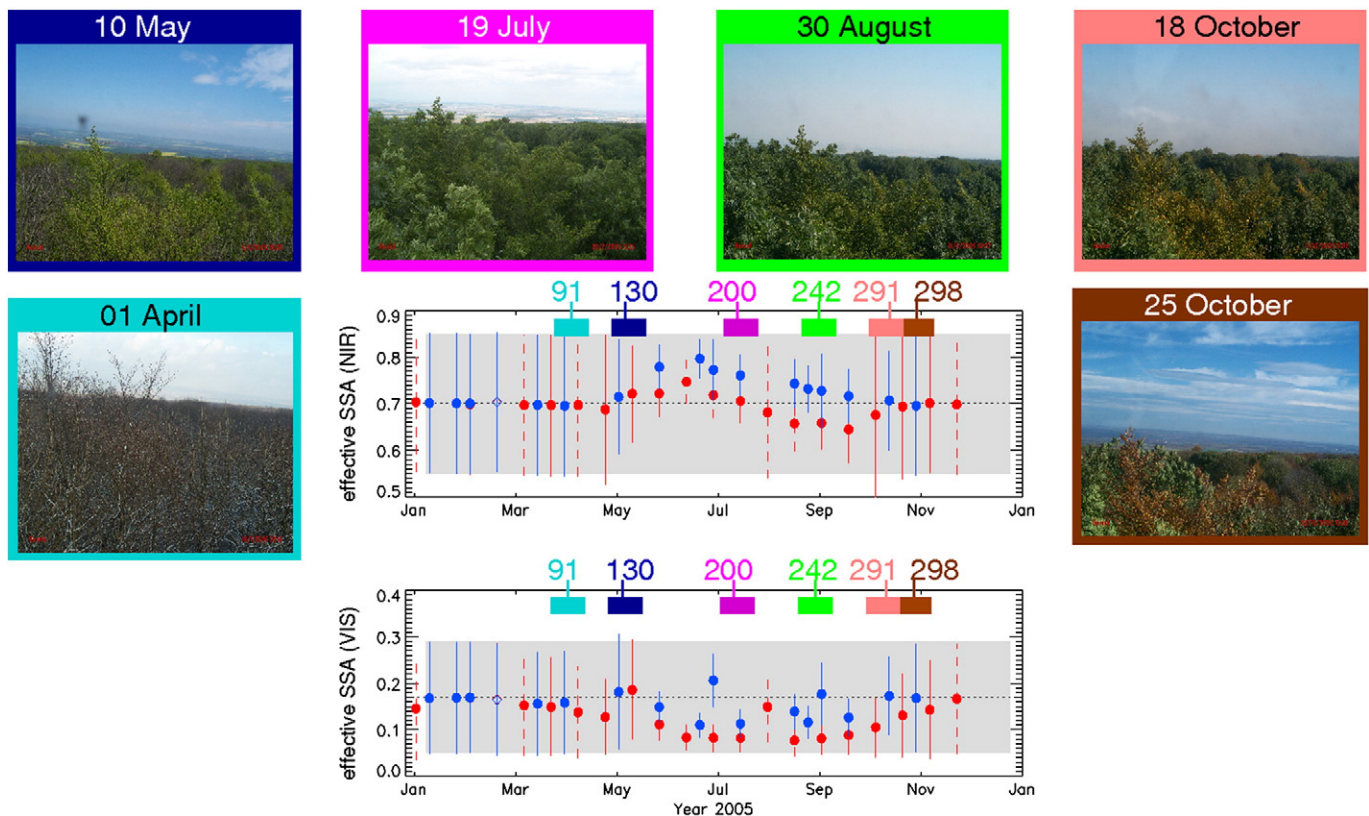 10 May
19 July
30 August
18 October
01 April
25 October
91 130 200 242 291 298
effective SSA (NIR)
0.9
0.8
0.7
0.6
0.5
Jan Mar May Jul Sep Nov Jan
91 130 200 242 291 298
effective SSA (VIS)
0.4
0.3
0.2
0.1
0.0
Jan Mar May Jul Sep Nov Jan
Year 2005